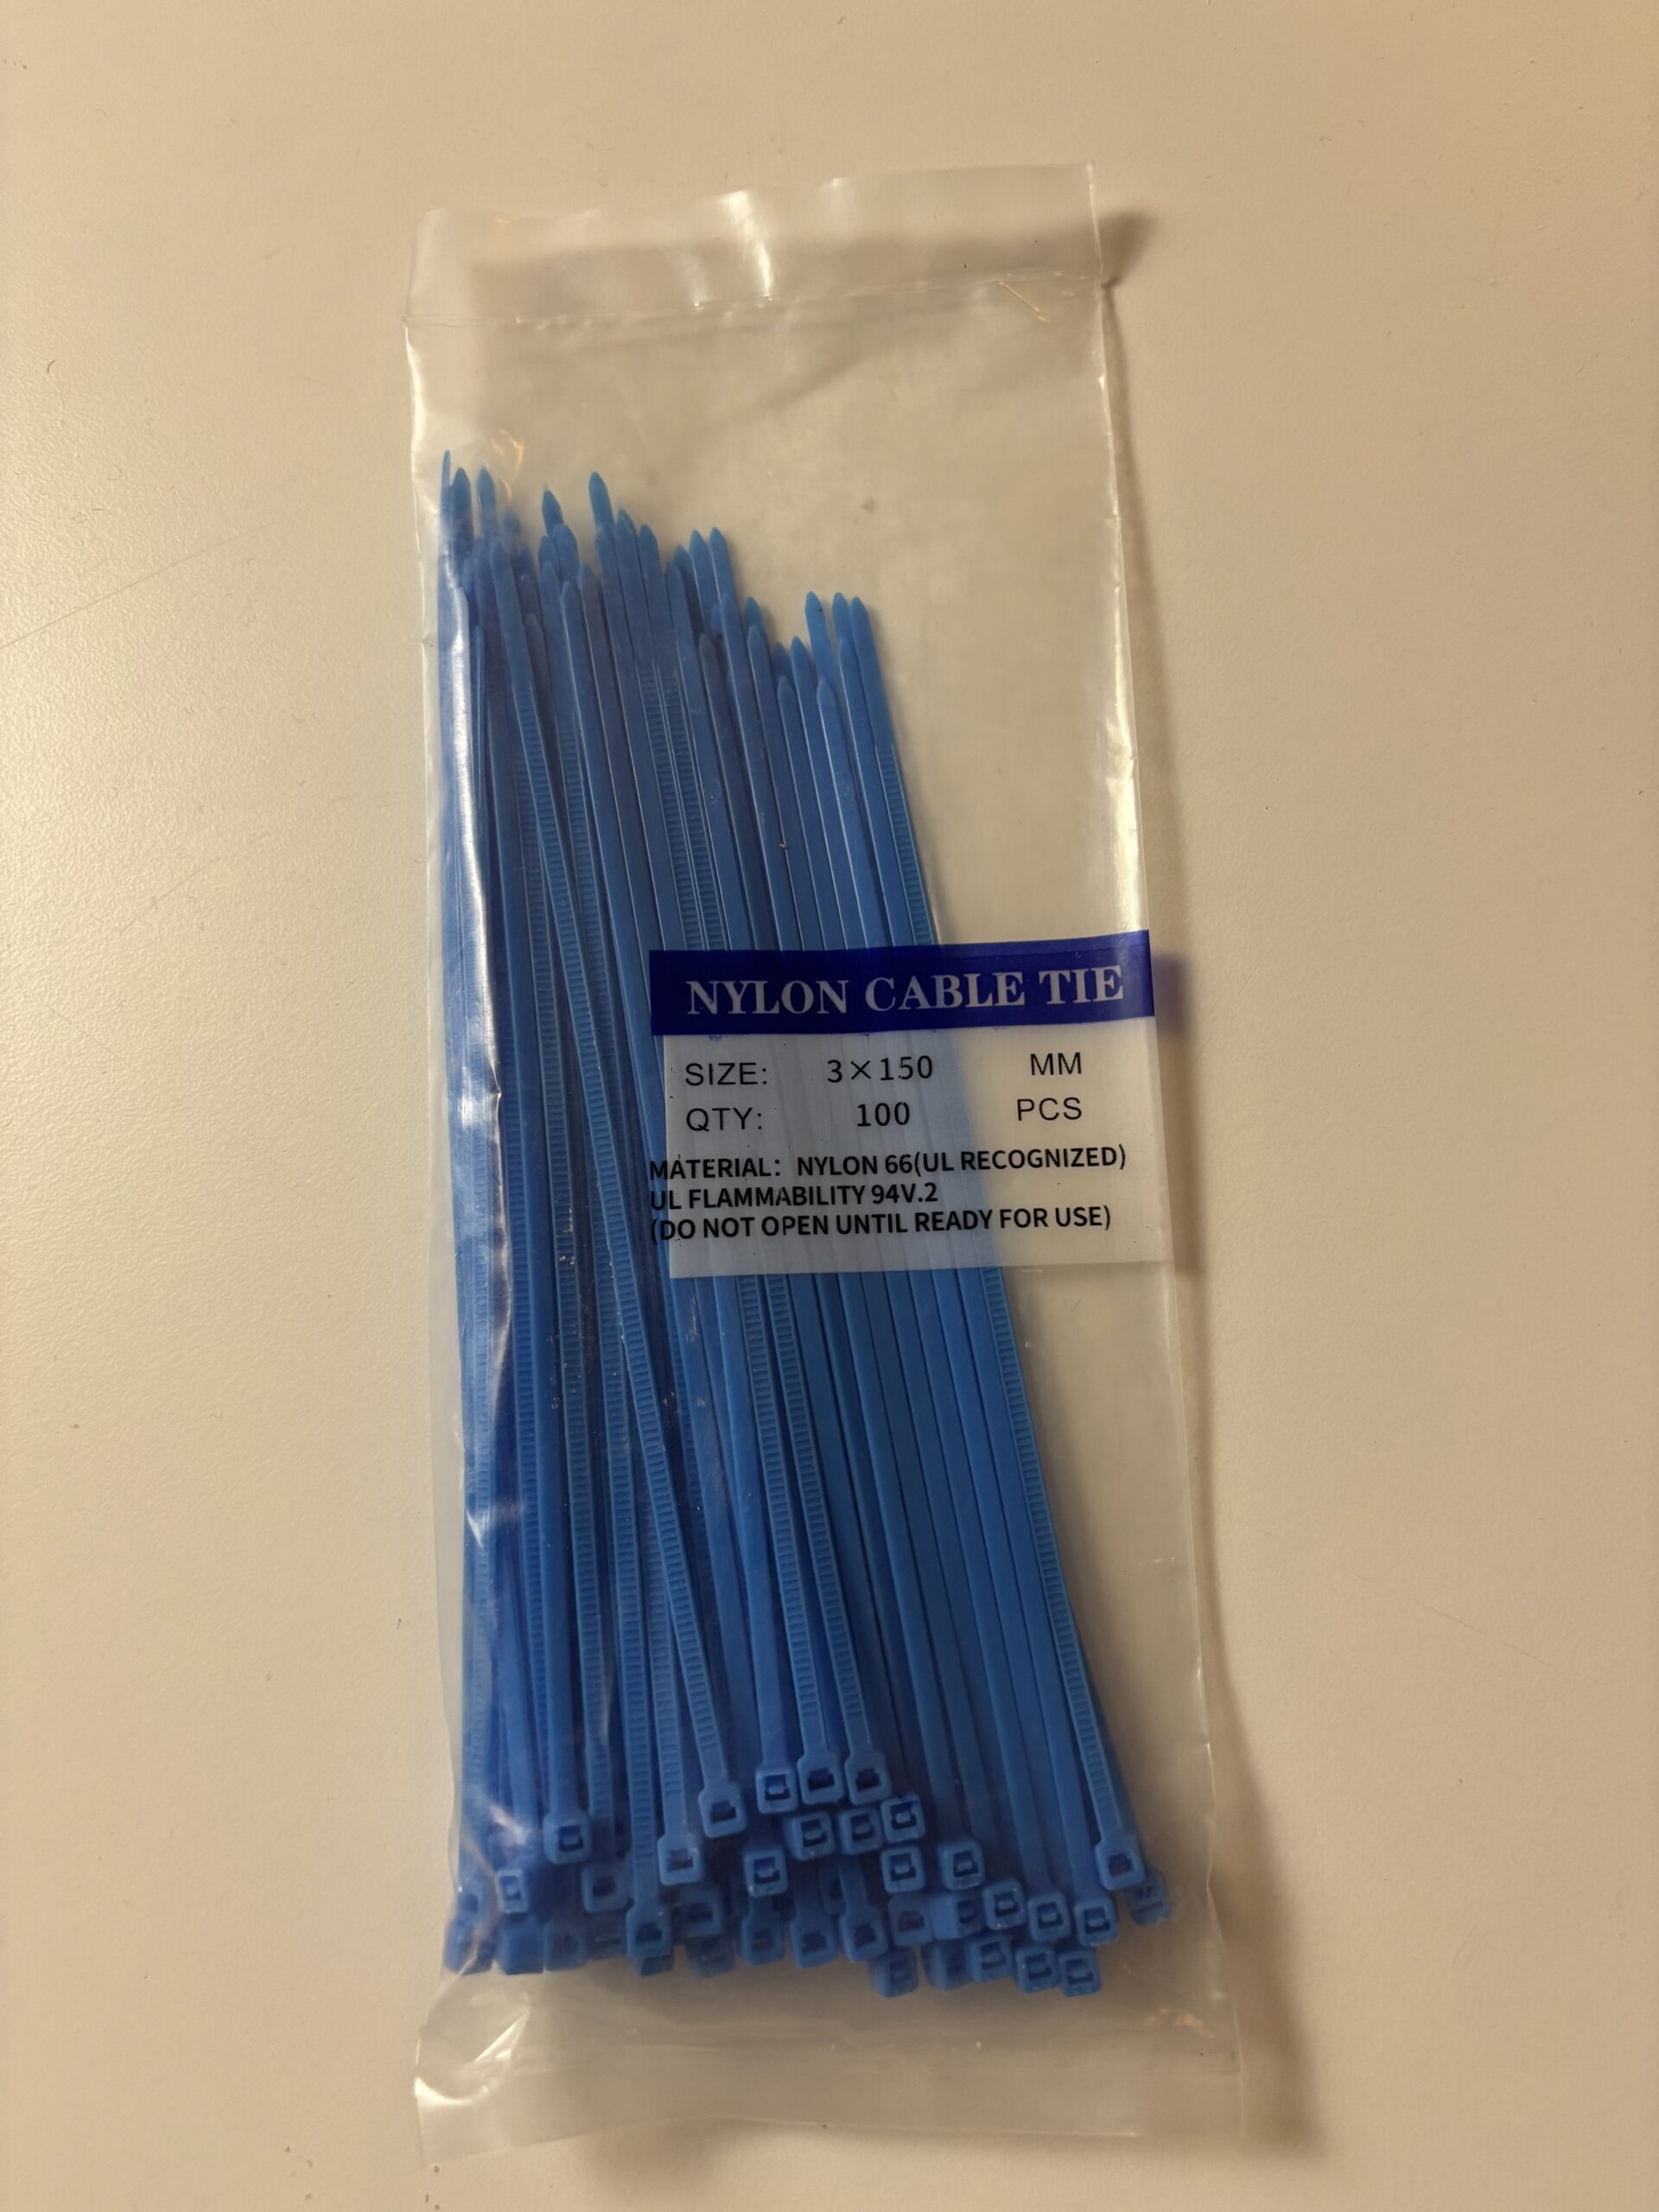 NYLON CABLE TIE
SIZE: 3×150 MM
QTY: 100 PCS
MATERIAL: NYLON 66(UL RECOGNIZED)
UL FLAMMABILITY 94V.2
(DO NOT OPEN UNTIL READY FOR USE)